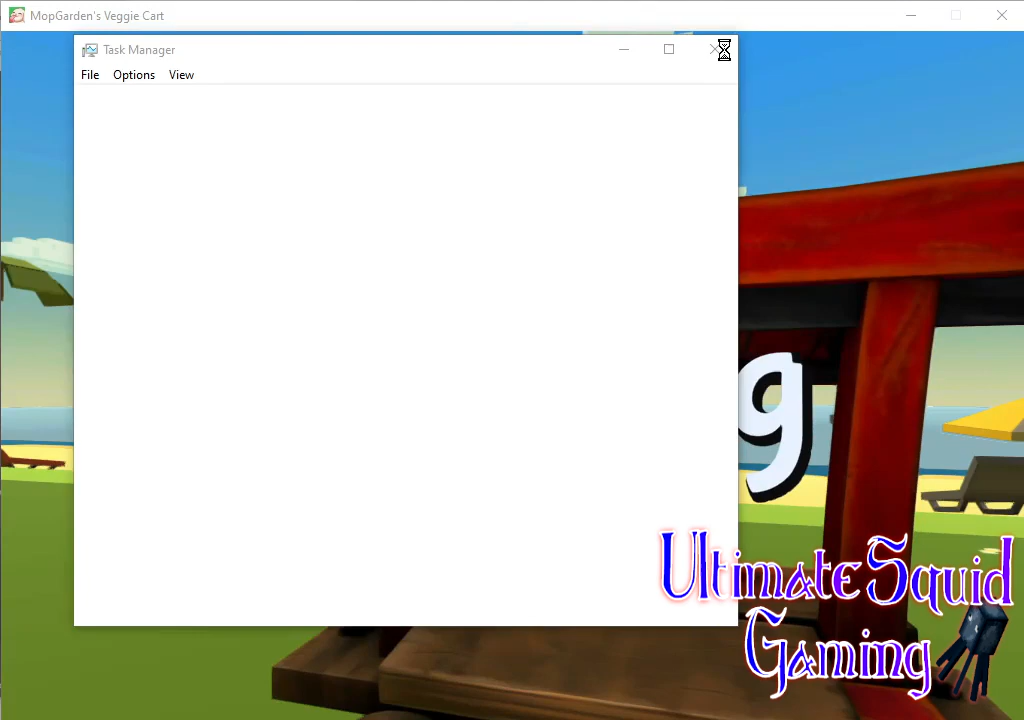 MopGarden's Veggie Cart
Task Manager
File Options View
g
UltimateSquid
Gaming